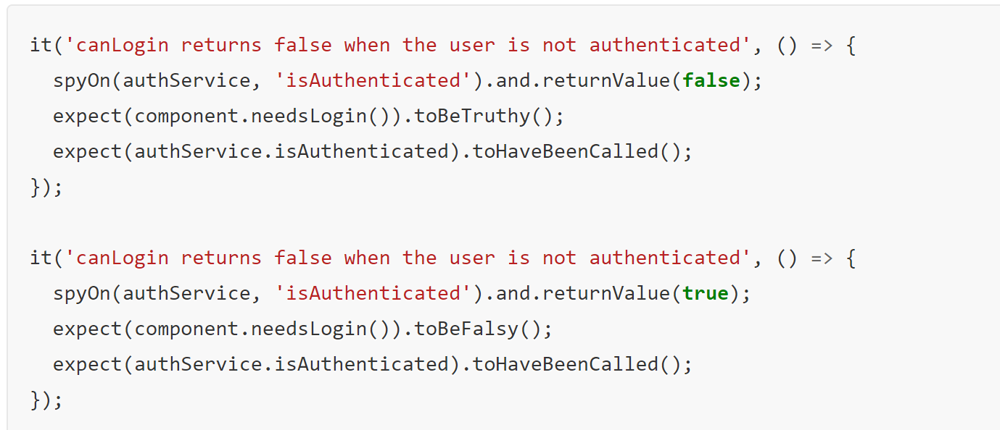 it('canLogin returns false when the user is not authenticated', () => {
  spyOn(authService, 'isAuthenticated').and.returnValue(false);
  expect(component.needsLogin()).toBeTruthy();
  expect(authService.isAuthenticated).toHaveBeenCalled();
});

it('canLogin returns false when the user is not authenticated', () => {
  spyOn(authService, 'isAuthenticated').and.returnValue(true);
  expect(component.needsLogin()).toBeFalsy();
  expect(authService.isAuthenticated).toHaveBeenCalled();
});